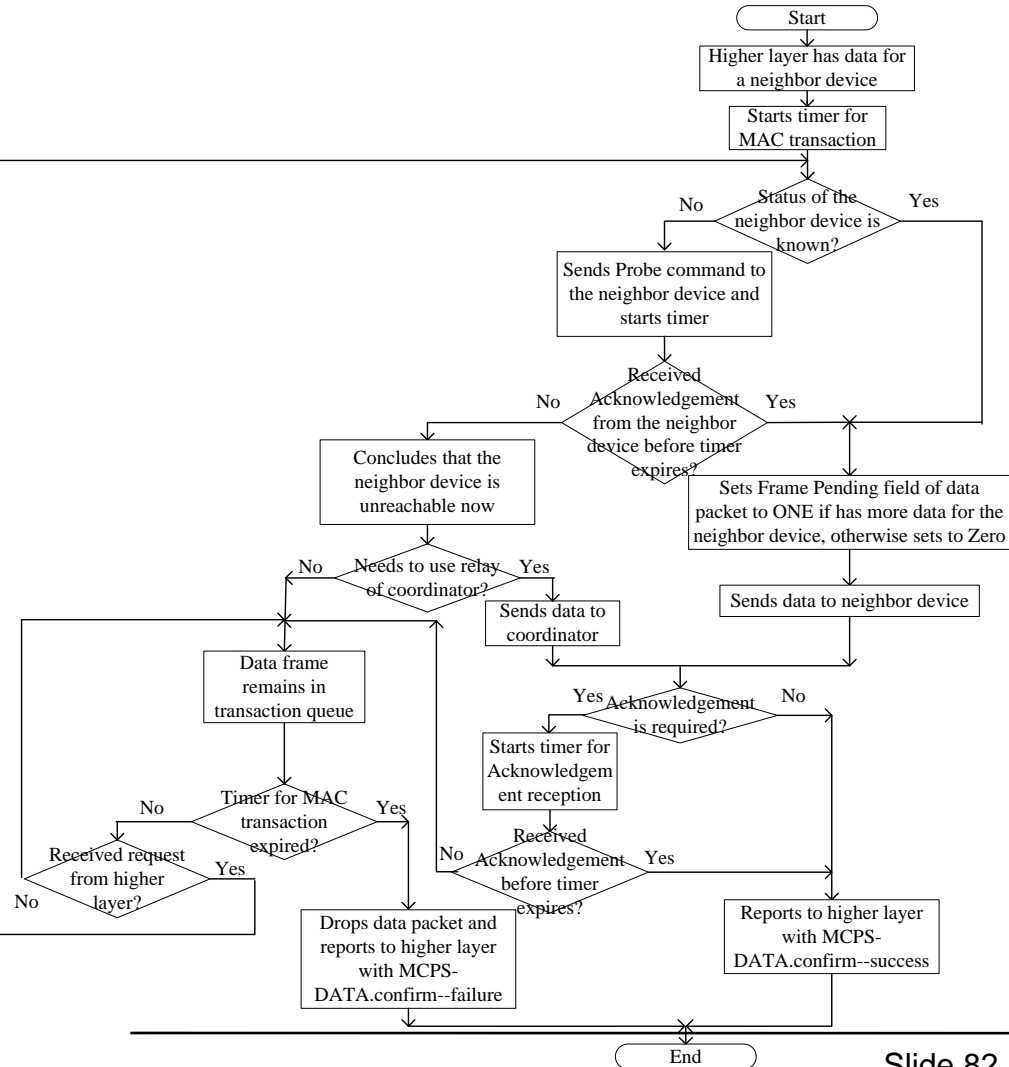 Start
Higher layer has data for
a neighbor device
Starts timer for
MAC transaction
Status of the
neighbor device is
known?
No
Yes
Sends Probe command to
the neighbor device and
starts timer
Received
Acknowledgement
from the neighbor
device before timer
expires?
No
Yes
Concludes that the
neighbor device is
unreachable now
Sets Frame Pending field of data
packet to ONE if has more data for the
neighbor device, otherwise sets to Zero
Needs to use relay
of coordinator?
No
Yes
Sends data to
coordinator
Sends data to neighbor device
Data frame
remains in
transaction queue
Acknowledgement
is required?
Yes
No
Starts timer for
Acknowledgem
ent reception
Timer for MAC
transaction
expired?
No
Yes
Received
Acknowledgement
before timer
expires?
No
Yes
Received request
from higher
layer?
Yes
No
Drops data packet and
reports to higher layer
with MCPS-
DATA.confirm--failure
Reports to higher layer
with MCPS-
DATA.confirm--success
End
Slide 82